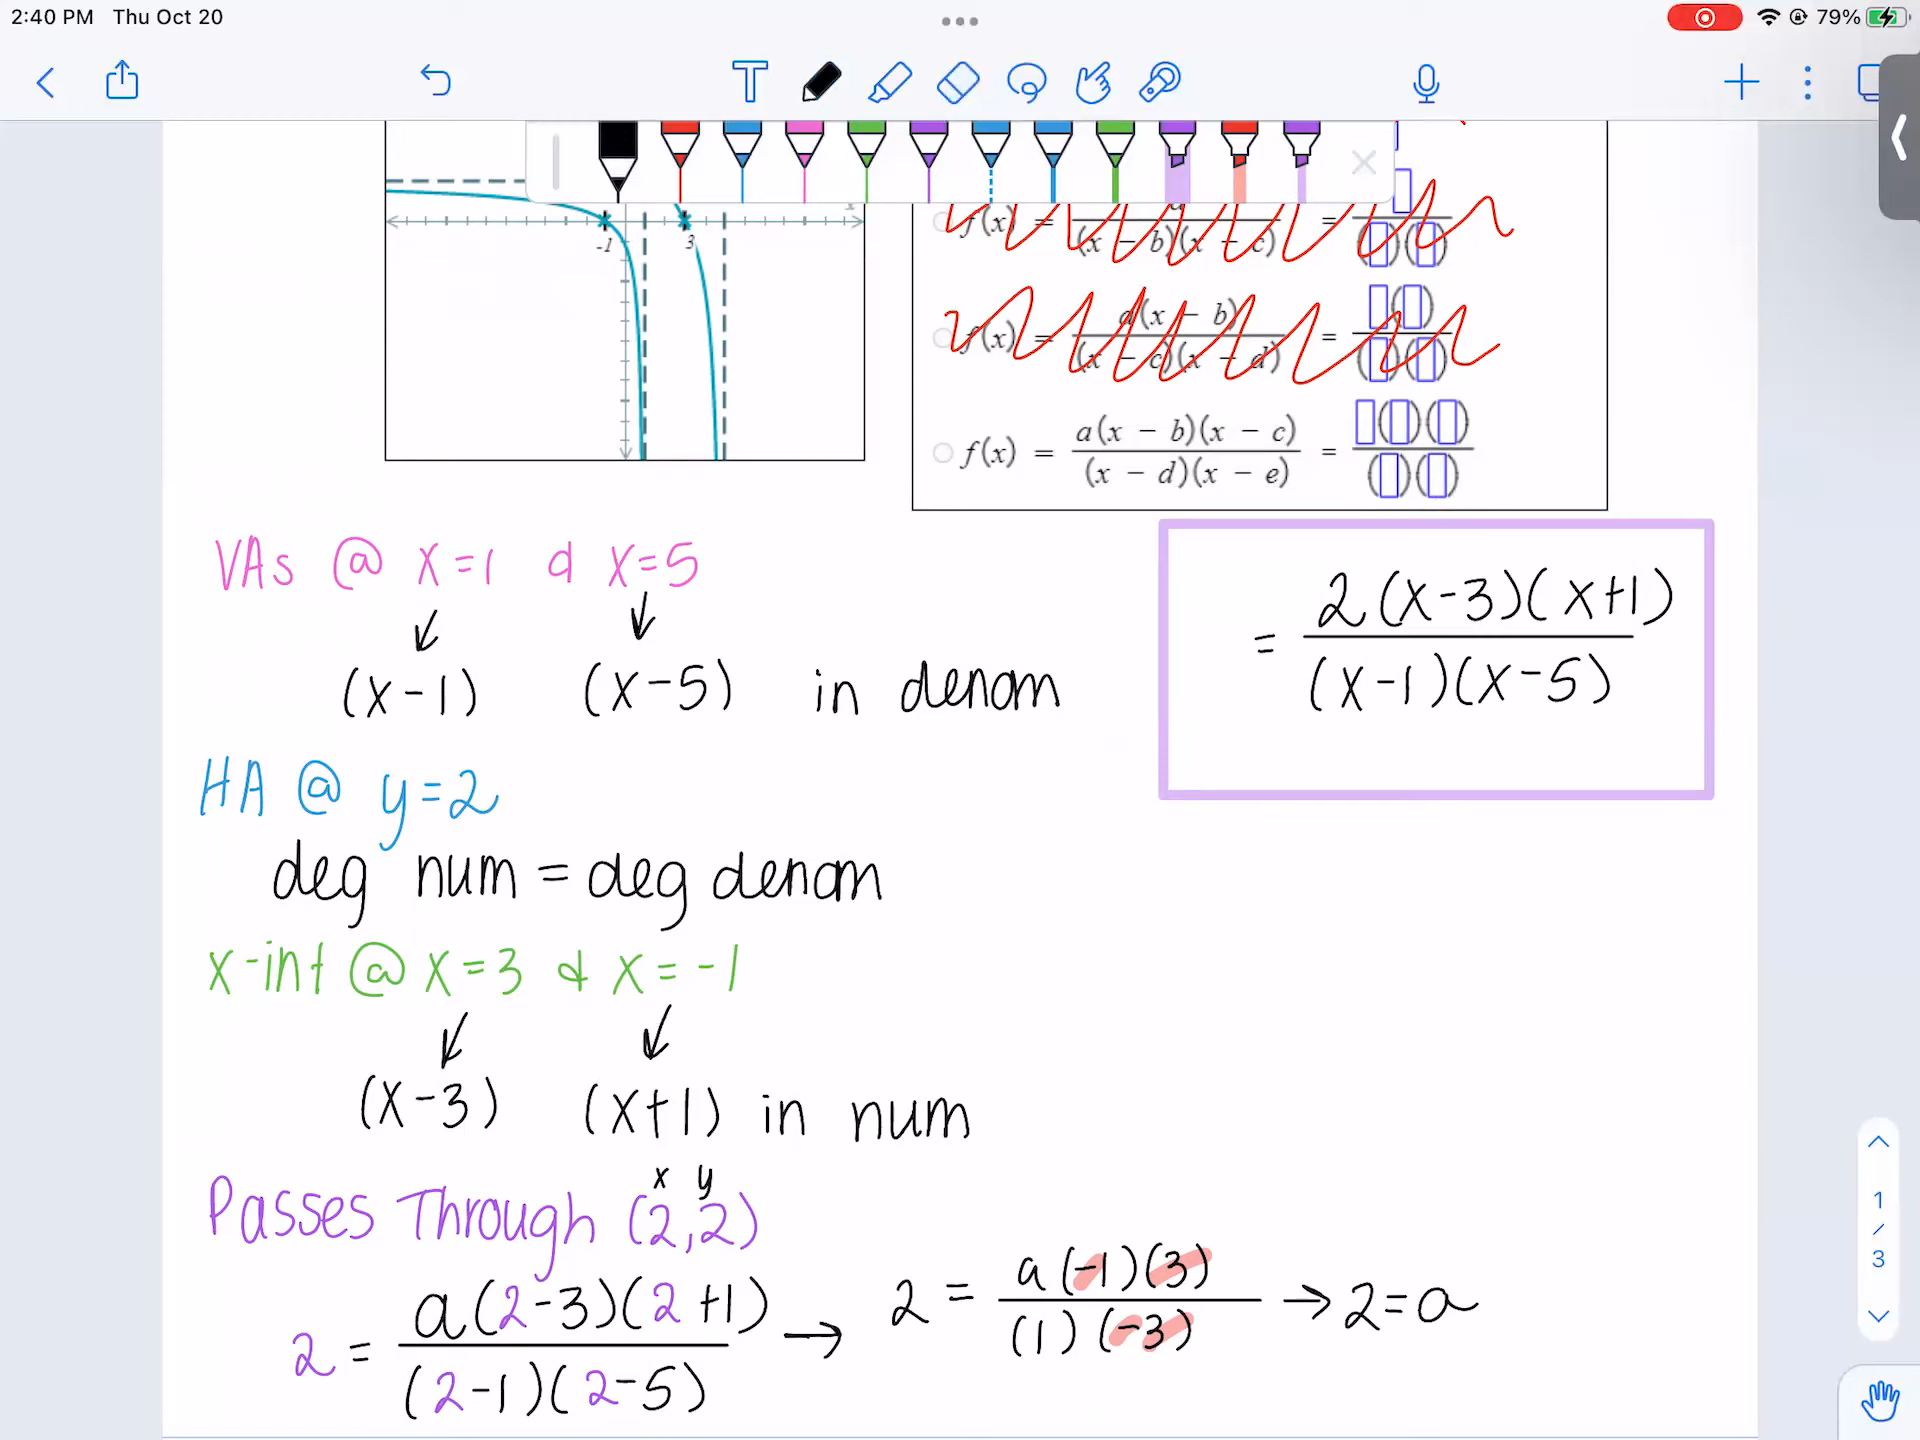 2:40 PM Thu Oct 20
79%
-1
3
f(x) = a / (x - b)(x - c) = □ / (□)(□)
f(x) = a(x - b) / (x - c)(x - d) = □(□) / (□)(□)
f(x) = a(x - b)(x - c) / (x - d)(x - e) = □(□)(□) / (□)(□)
VAs @ x=1 & x=5
(x-1) (x-5) in denom
= 2(x-3)(x+1) / (x-1)(x-5)
HA @ y=2
deg num = deg denom
x-int @ x=3 & x=-1
(x-3) (x+1) in num
x y
Passes Through (2,2)
2 = a(2-3)(2+1) / (2-1)(2-5) → 2 = a(-1)(3) / (1)(-3) → 2=a
1
/
3